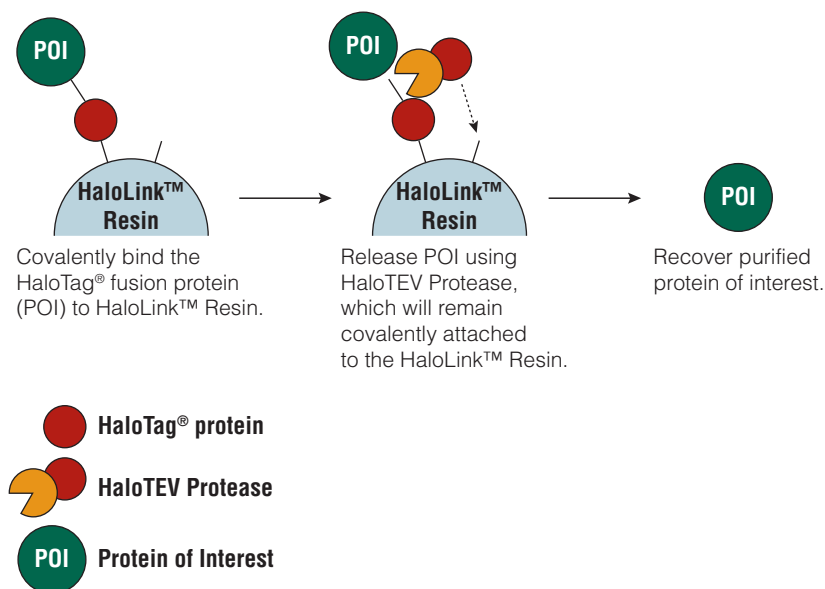 POI
HaloLink™
Resin
Covalently bind the
HaloTag® fusion protein
(POI) to HaloLink™ Resin.
POI
HaloLink™
Resin
Release POI using
HaloTEV Protease,
which will remain
covalently attached
to the HaloLink™ Resin.
POI
Recover purified
protein of interest.
HaloTag® protein
HaloTEV Protease
POI
Protein of Interest